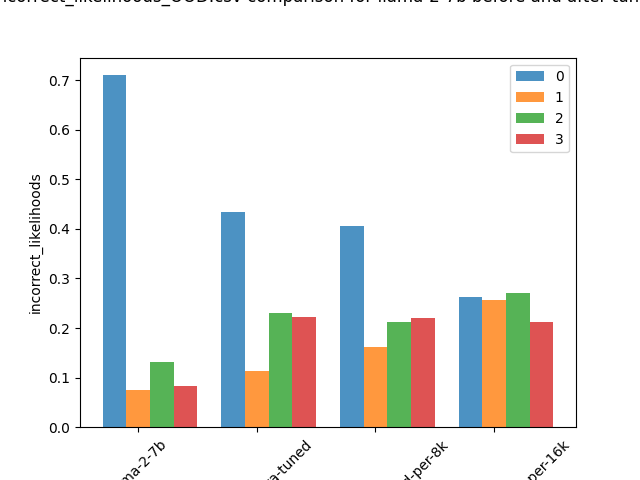 incorrect_likelihoods_OOD.csv comparison for llama-2-7b before and after tun
0
1
2
3
0.7
0.6
0.5
0.4
0.3
0.2
0.1
0.0
incorrect_likelihoods
ma-2-7b
a-tuned
d-per-8k
per-16k